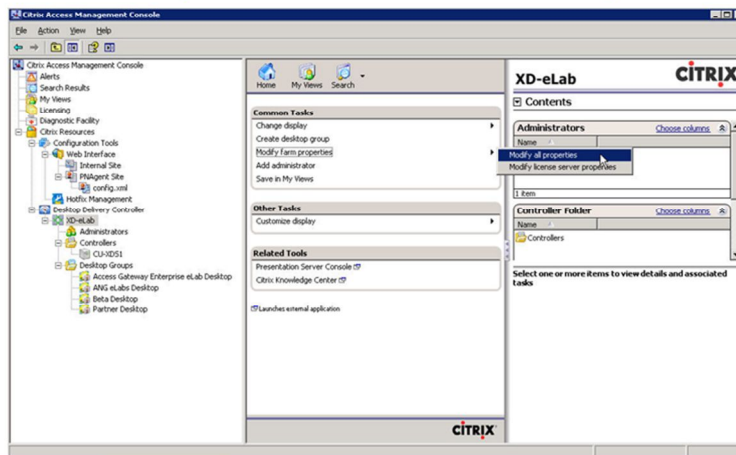 Citrix Access Management Console
File Action View Help
Citrix Access Management Console
Alerts
Search Results
My Views
Licensing
Diagnostic Facility
Citrix Resources
Configuration Tools
Web Interface
Internal Site
PNAgent Site
config.xml
Hotfix Management
Desktop Delivery Controller
XD-eLab
Administrators
Controllers
CU-XDS1
Desktop Groups
Access Gateway Enterprise eLab Desktop
ANG eLabs Desktop
Beta Desktop
Partner Desktop
Home My Views Search
Common Tasks
Change display
Create desktop group
Modify farm properties
Add administrator
Save in My Views
Other Tasks
Customize display
Related Tools
Presentation Server Console
Citrix Knowledge Center
Launches external application
CITRIX
XD-eLab CITRIX
Contents
Administrators Choose columns
Name
Modify all properties
Modify license server properties
1 item
Controller Folder Choose columns
Name
Controllers
Select one or more items to view details and associated
tasks